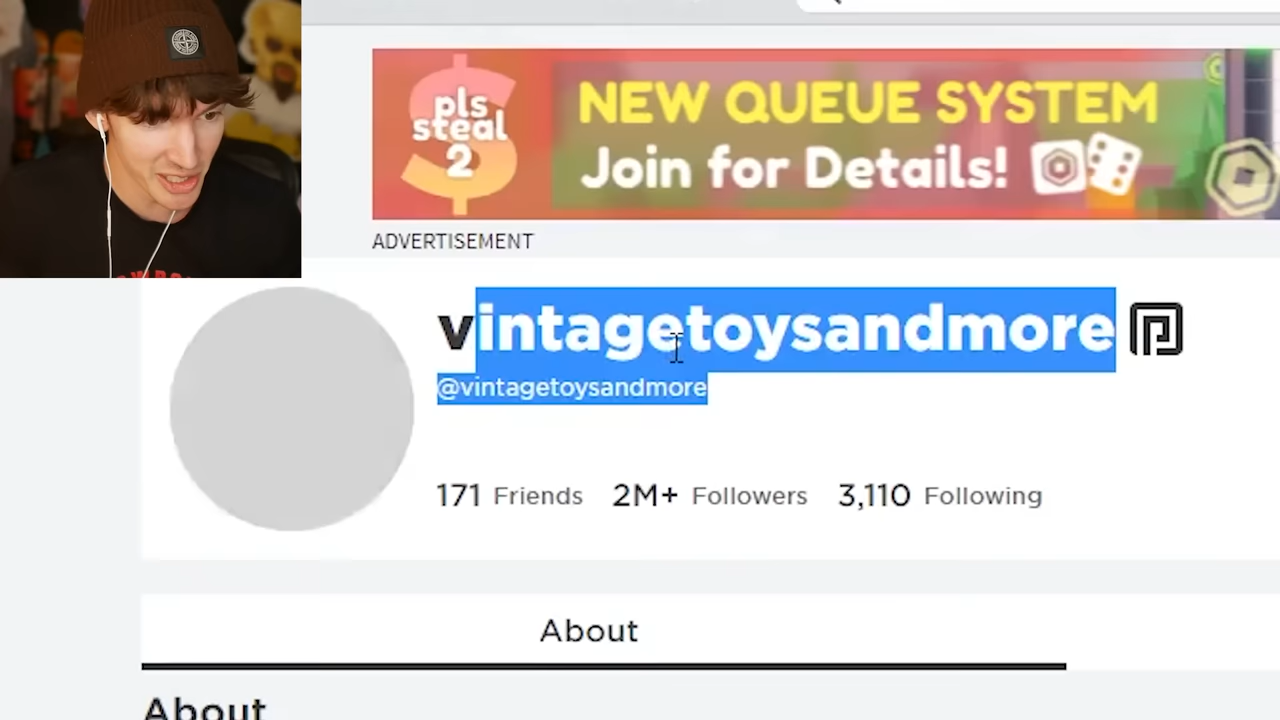 pls
steal
2
NEW QUEUE SYSTEM
Join for Details!
ADVERTISEMENT
vintagetoysandmore
@vintagetoysandmore
171 Friends 2M+ Followers 3,110 Following
About
About